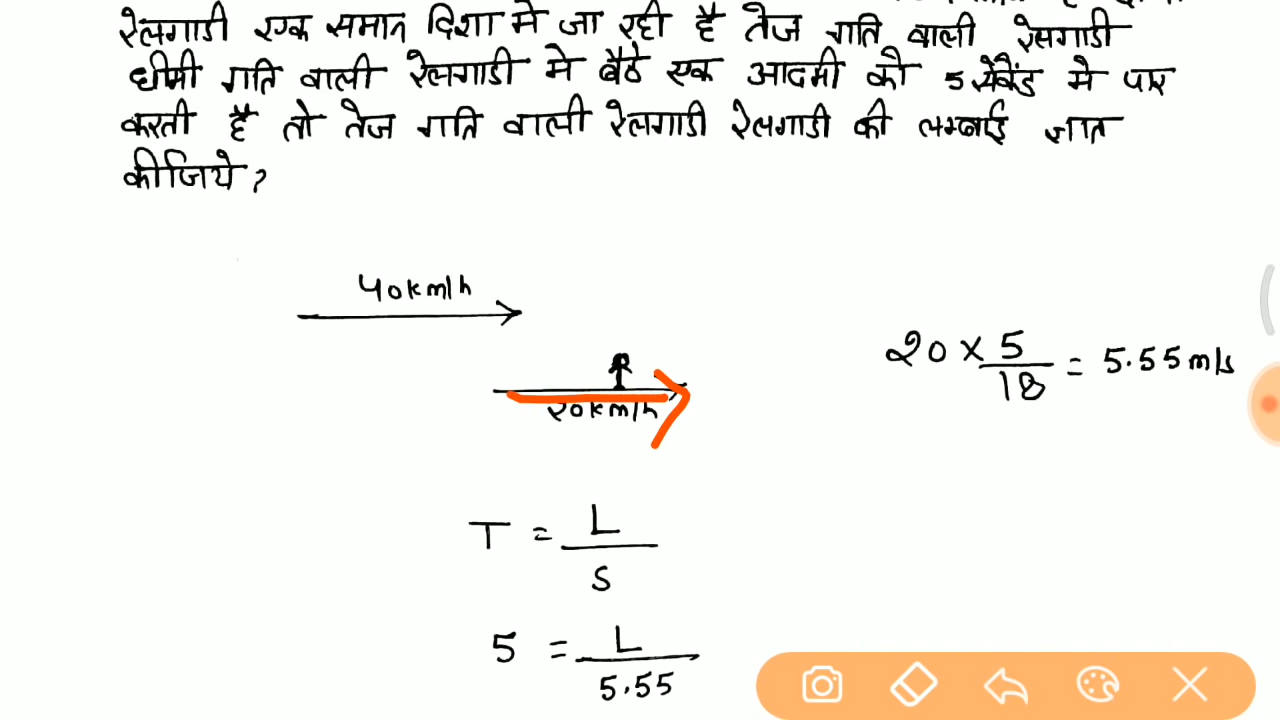 रेलगाडी एक समान दिशा मे जा रही है तेज गति वाली रेलगाडी
धीमी गति वाली रेलगाडी मे बैठे एक आदमी को 5 सेकैंड मे पार
करती है तो तेज गति वाली रेलगाडी रेलगाडी की लम्बाई ज्ञात
कीजिये ?
40km/h
20 × 5/18 = 5.55 m/s
20km/h
T = L/S
5 = L/5.55